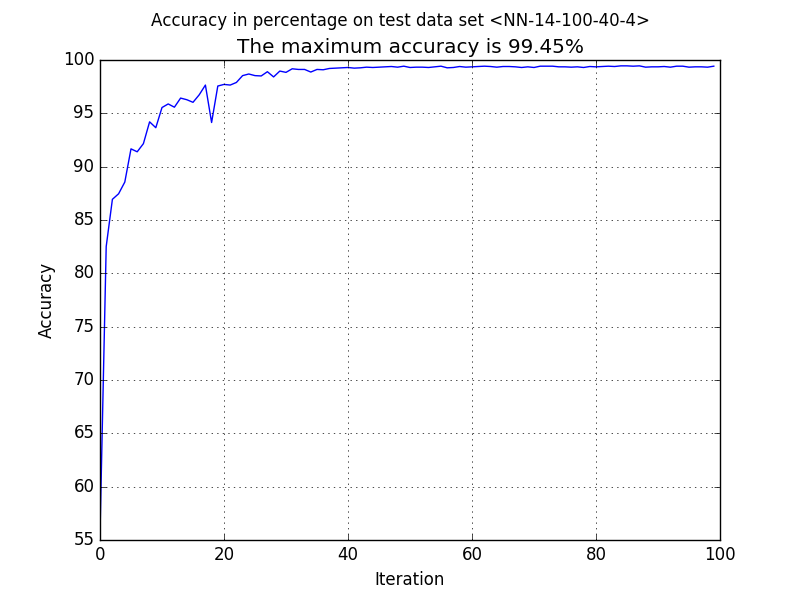 Accuracy in percentage on test data set <NN-14-100-40-4>
The maximum accuracy is 99.45%
100
95
90
85
80
75
70
65
60
55
Accuracy
0 20 40 60 80 100
Iteration